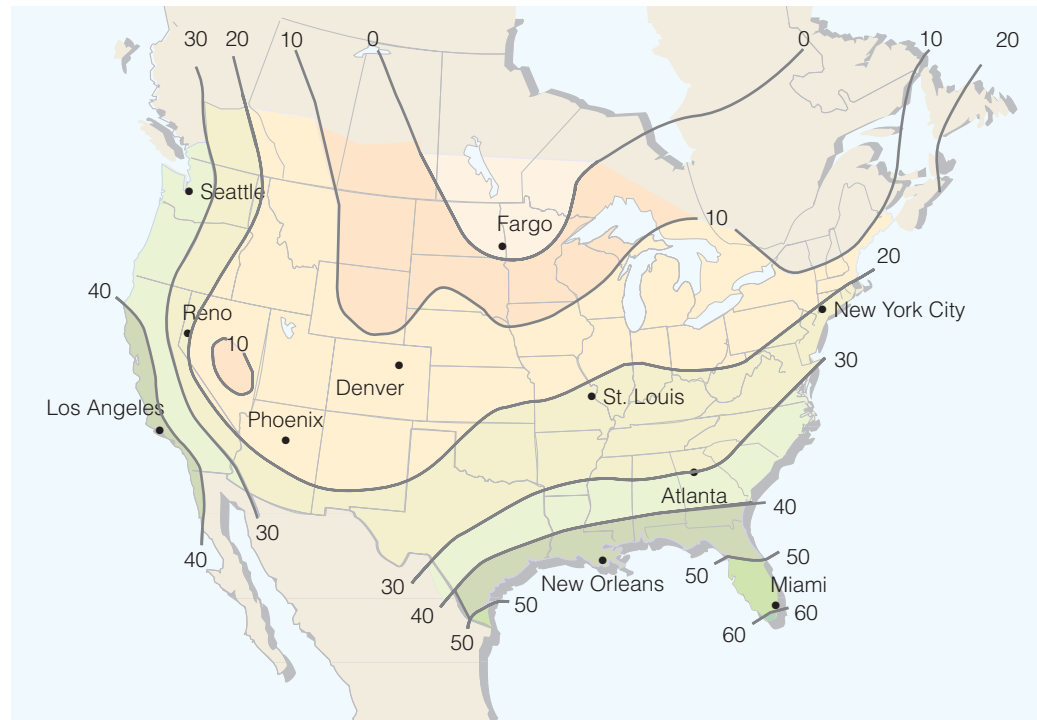 30 20 10 0 0 10 20
Seattle
10
Fargo
20
40
Reno
New York City
10
30
Denver
St. Louis
Los Angeles
Phoenix
Atlanta
40
30
40
50
50
New Orleans
Miami
30
50
60
40
50
60